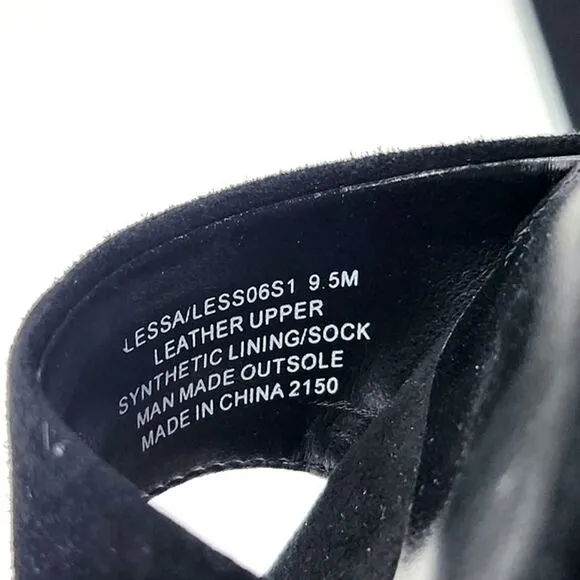 LESSA/LESS06S1 9.5M
LEATHER UPPER
SYNTHETIC LINING/SOCK
MAN MADE OUTSOLE
MADE IN CHINA 2150